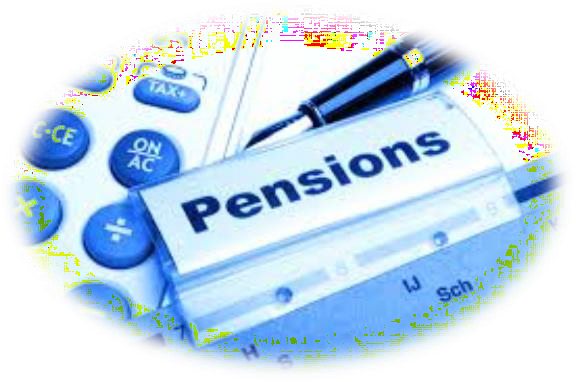 TAX+
C·CE
ON
AC
÷
Pensions
IJ
Sch
H
S